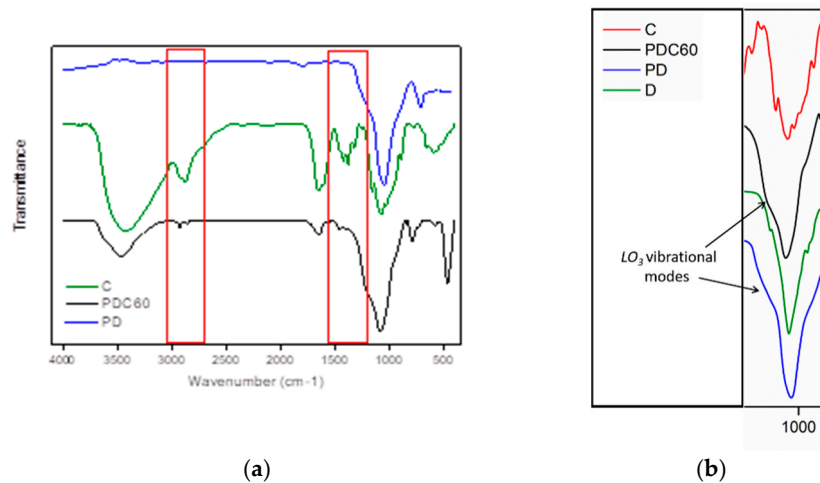 Transmittance
C
PDC60
PD
4000 3500 3000 2500 2000 1500 1000 500
Wavenumber (cm-1)
(a)
C
PDC60
PD
D
LO3 vibrational
modes
1000
(b)